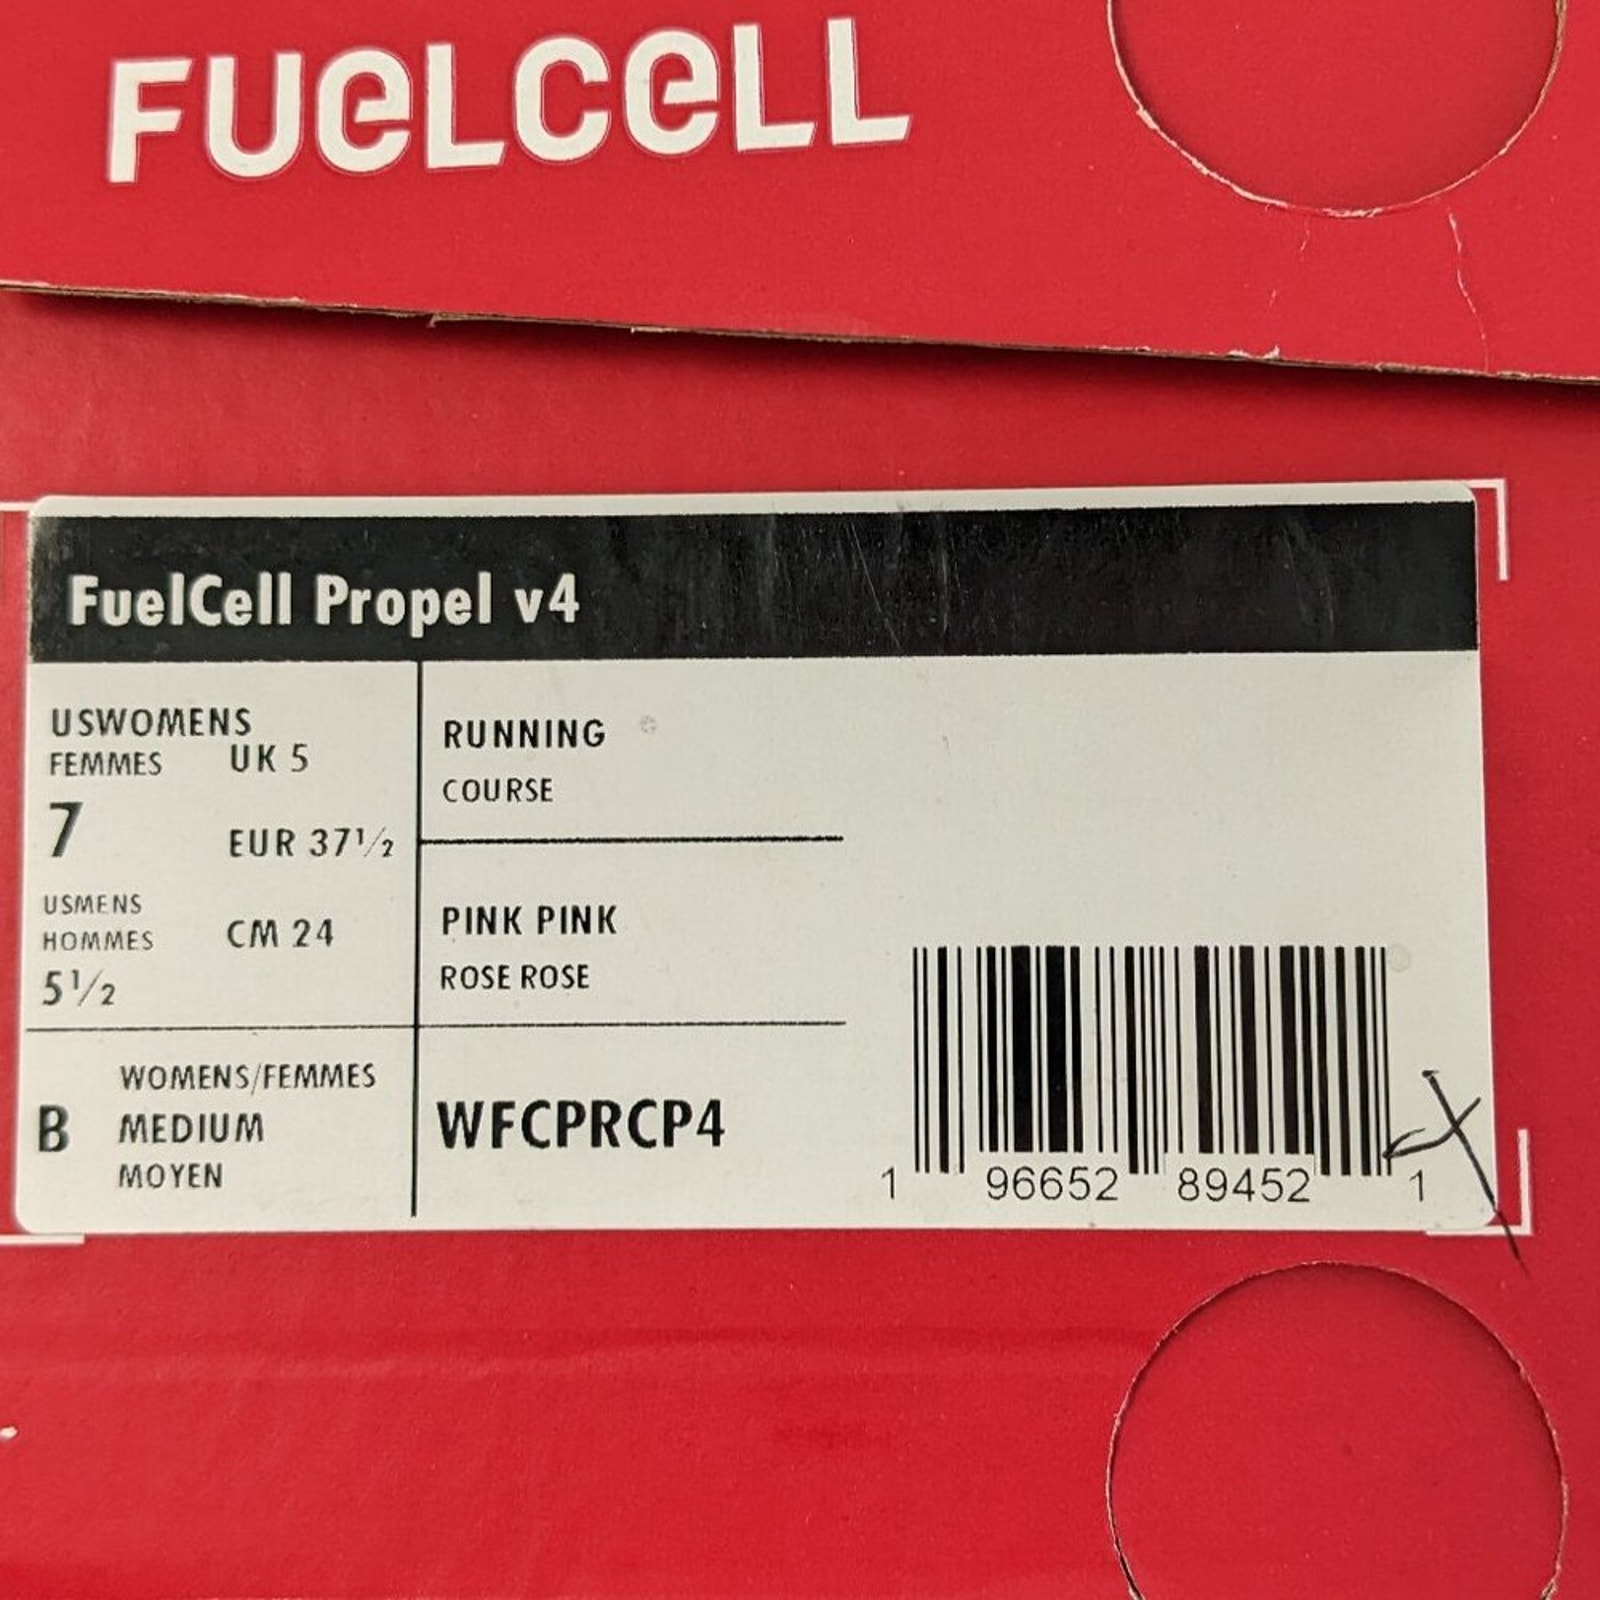 FUELCELL
FuelCell Propel v4
USWOMENS
FEMMES UK 5
7
EUR 37½
USMENS
HOMMES
CM 24
5½
RUNNING
COURSE
PINK PINK
ROSE ROSE
B
WOMENS/FEMMES
MEDIUM
MOYEN
WFCPRCP4
1 96652 89452 1